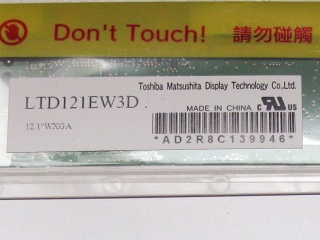 Don't Touch! 請勿碰觸
Toshiba Matsushita Display Technology Co.,Ltd.
LTD121EW3D
MADE IN CHINA
US
12.1"WXGA
*AD2R8C139946*